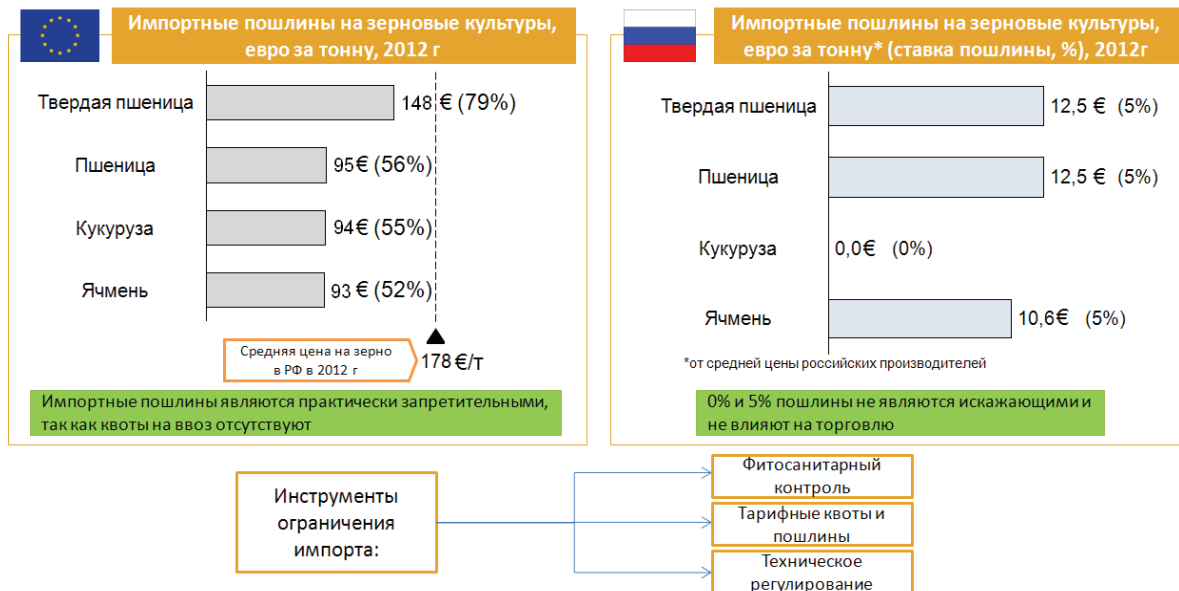 Импортные пошлины на зерновые культуры,
евро за тонну, 2012 г
Твердая пшеница
148 € (79%)
Пшеница
95€ (56%)
Кукуруза
94€ (55%)
Ячмень
93 € (52%)
Средняя цена на зерно
в РФ в 2012 г
178 €/т
Импортные пошлины являются практически запретительными,
так как квоты на ввоз отсутствуют
Импортные пошлины на зерновые культуры,
евро за тонну* (ставка пошлины, %), 2012г
Твердая пшеница
12,5 € (5%)
Пшеница
12,5 € (5%)
Кукуруза
0,0€ (0%)
Ячмень
10,6€ (5%)
*от средней цены российских производителей
0% и 5% пошлины не являются искажающими и
не влияют на торговлю
Инструменты
ограничения
импорта:
Фитосанитарный
контроль
Тарифные квоты и
пошлины
Техническое
регулирование